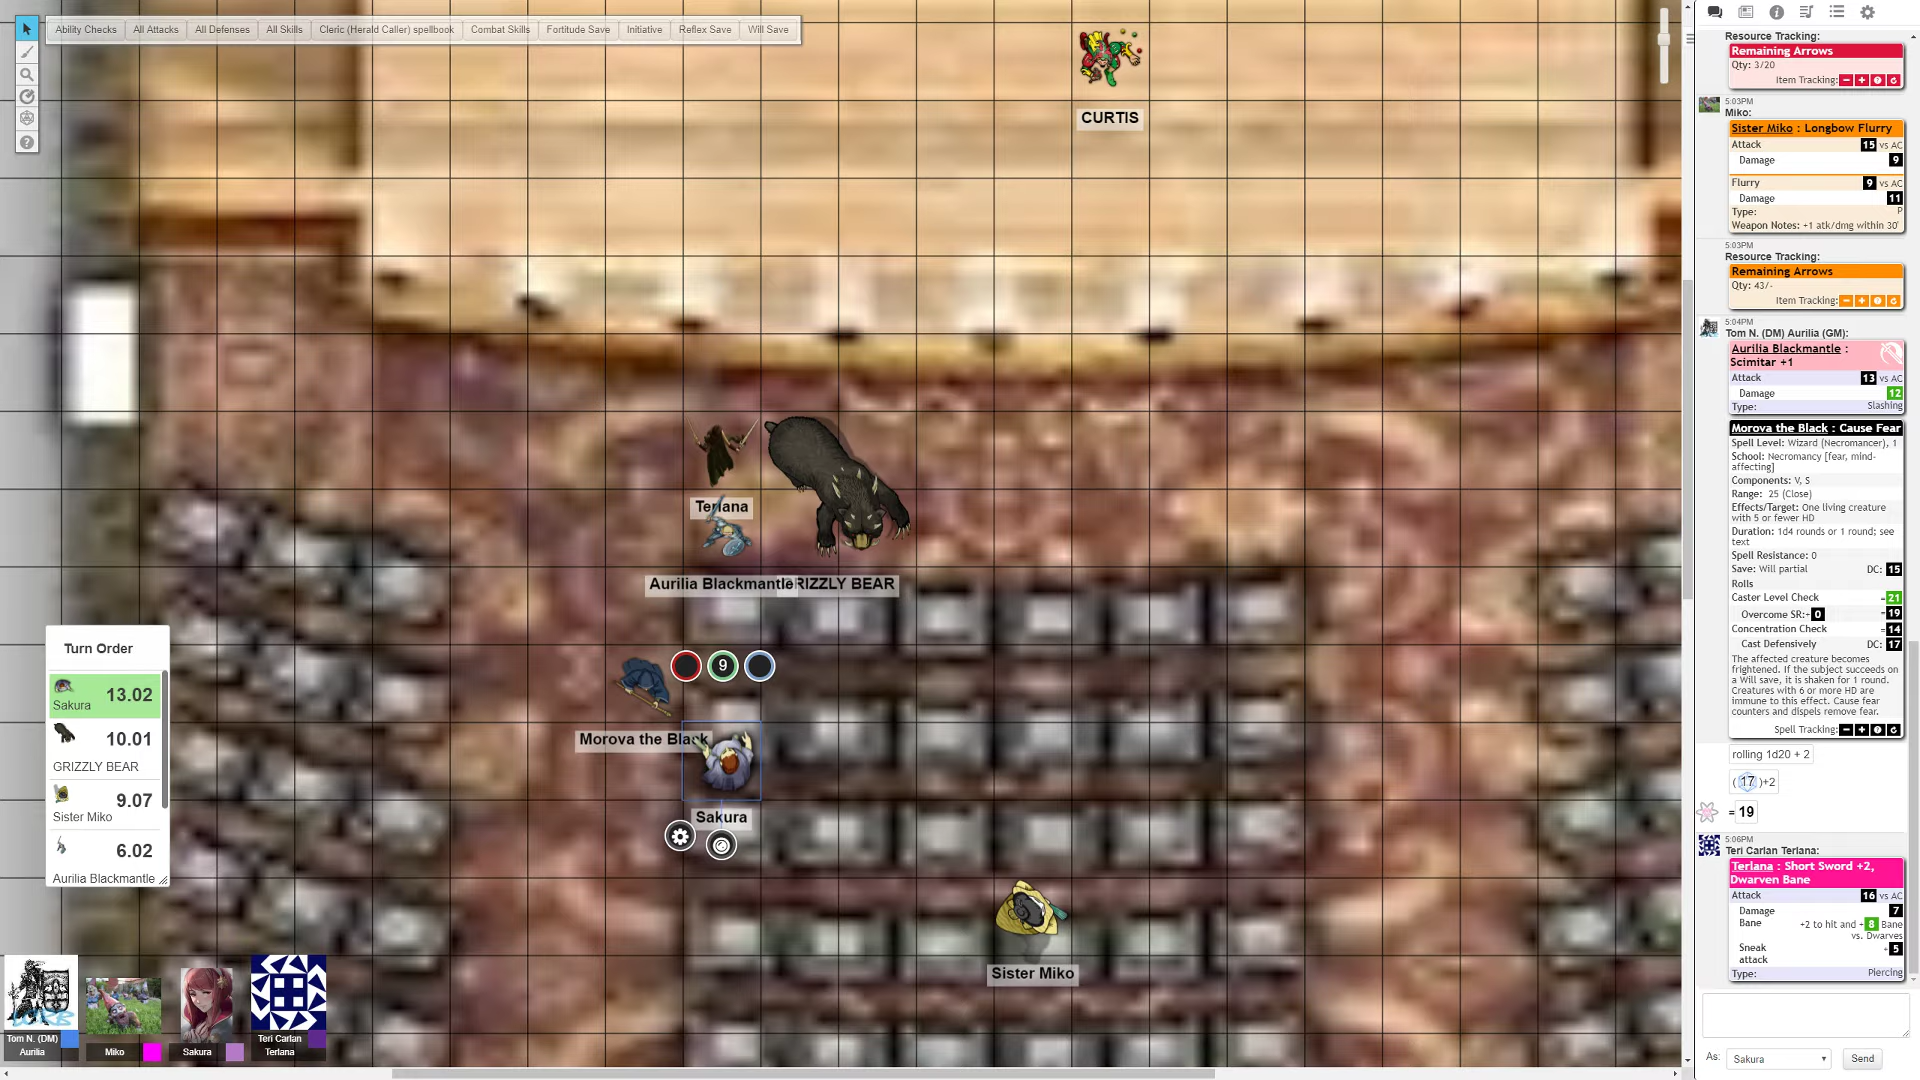 Ability Checks All Attacks All Defenses All Skills Cleric (Herald Caller) spellbook Combat Skills Fortitude Save Initiative Reflex Save Will Save
CURTIS
Terlana
Aurilia Blackmantle RIZZLY BEAR
9
Morova the Black
Sakura
Sister Miko
Turn Order
13.02
Sakura
10.01
GRIZZLY BEAR
9.07
Sister Miko
6.02
Aurilia Blackmantle
Tom N. (DM)
Aurilia
Miko
Sakura
Teri Carlan
Terlana
Resource Tracking:
Remaining Arrows
Qty: 3/20
Item Tracking:
5:03PM
Miko:
Sister Miko : Longbow Flurry
Attack 15 vs AC
Damage 9
Flurry 9 vs AC
Damage 11
Type: P
Weapon Notes: +1 atk/dmg within 30'
5:03PM
Resource Tracking:
Remaining Arrows
Qty: 43/-
Item Tracking:
5:04PM
Tom N. (DM) Aurilia (GM):
Aurilia Blackmantle :
Scimitar +1
Attack 13 vs AC
Damage 12
Type: Slashing
Morova the Black : Cause Fear
Spell Level: Wizard (Necromancer), 1
School: Necromancy [fear, mind-
affecting]
Components: V, S
Range: 25 (Close)
Effects/Target: One living creature
with 5 or fewer HD
Duration: 1d4 rounds or 1 round; see
text
Spell Resistance: 0
Save: Will partial DC: 15
Rolls
Caster Level Check 21
Overcome SR: 0 19
Concentration Check 14
Cast Defensively DC: 17
The affected creature becomes
frightened. If the subject succeeds on
a Will save, it is shaken for 1 round.
Creatures with 6 or more HD are
immune to this effect. Cause fear
counters and dispels remove fear.
Spell Tracking:
rolling 1d20 + 2
(17)+2
= 19
5:06PM
Teri Carlan Terlana:
Terlana : Short Sword +2,
Dwarven Bane
Attack 16 vs AC
Damage 7
Bane +2 to hit and + 8 Bane
vs. Dwarves
Sneak 5
attack
Type: Piercing
As: Sakura Send